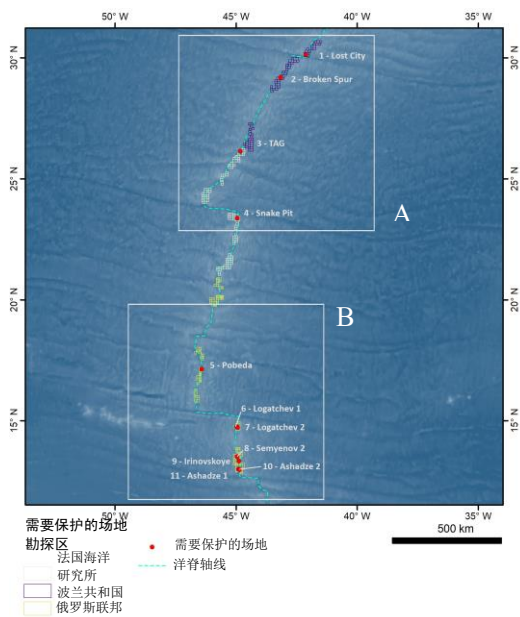 50° W 45° W 40° W
30° N
25° N
20° N
15° N
1 - Lost City
2 - Broken Spur
3 - TAG
4 - Snake Pit
A
B
5 - Pobeda
6 - Logatchev 1
7 - Logatchev 2
8 - Semyenov 2
9 - Irinovskoye
10 - Ashadze 2
11 - Ashadze 1
30° N
25° N
20° N
15° N
50° W 45° W 40° W
需要保护的场地
勘探区
法国海洋
研究所
波兰共和国
俄罗斯联邦
需要保护的场地
洋脊轴线
500 km